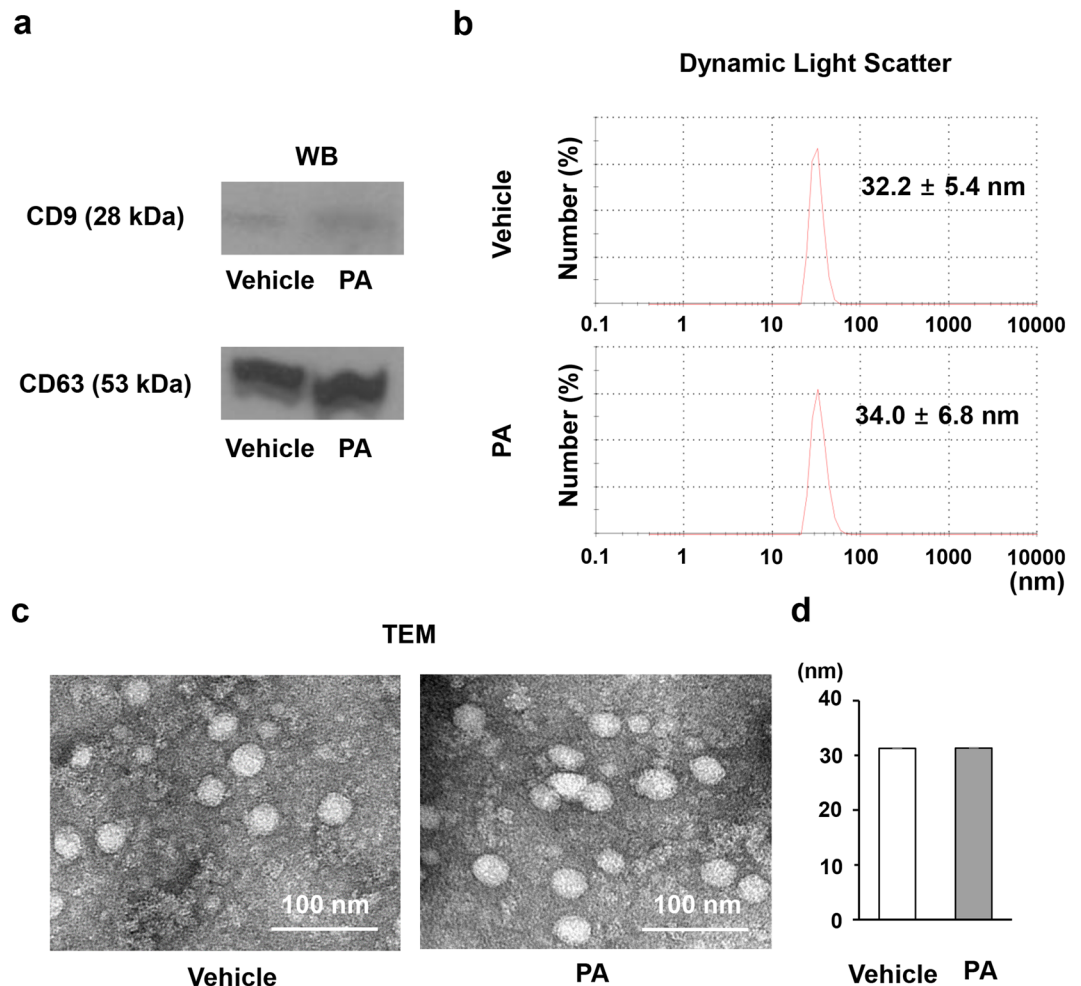 a
WB
CD9 (28 kDa)
Vehicle PA
CD63 (53 kDa)
Vehicle PA
b
Dynamic Light Scatter
Vehicle
Number (%)
32.2 ± 5.4 nm
0.1 1 10 100 1000 10000
PA
Number (%)
34.0 ± 6.8 nm
0.1 1 10 100 1000 10000
(nm)
c
TEM
100 nm
Vehicle
100 nm
PA
d
(nm)
40
30
20
10
0
Vehicle PA